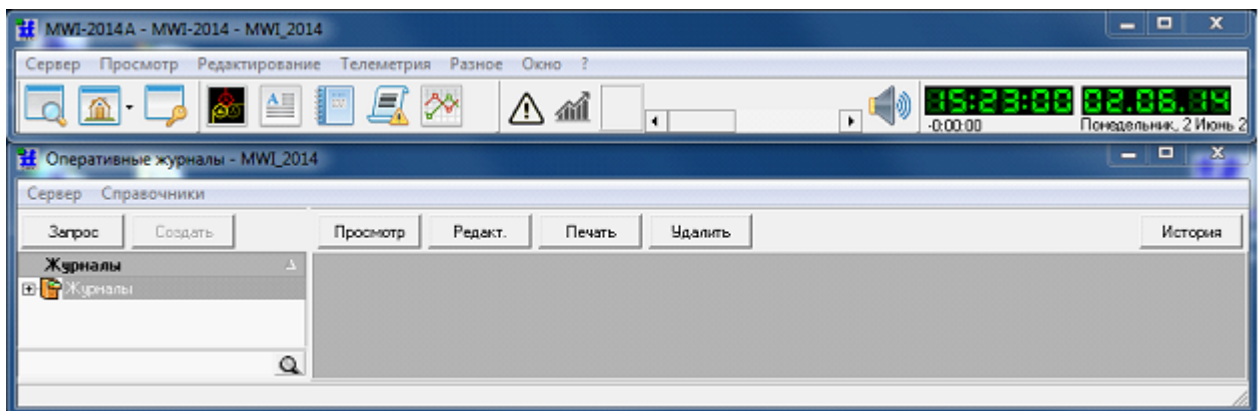 MWI-2014A - MWI-2014 - MWI_2014
Сервер Просмотр Редактирование Телеметрия Разное Окно ?
15:23:00 02.06.14
-0:00:00 Понедельник, 2 Июнь 2
Оперативные журналы - MWI_2014
Сервер Справочники
Запрос Создать Просмотр Редакт. Печать Удалить История
Журналы
Журналы